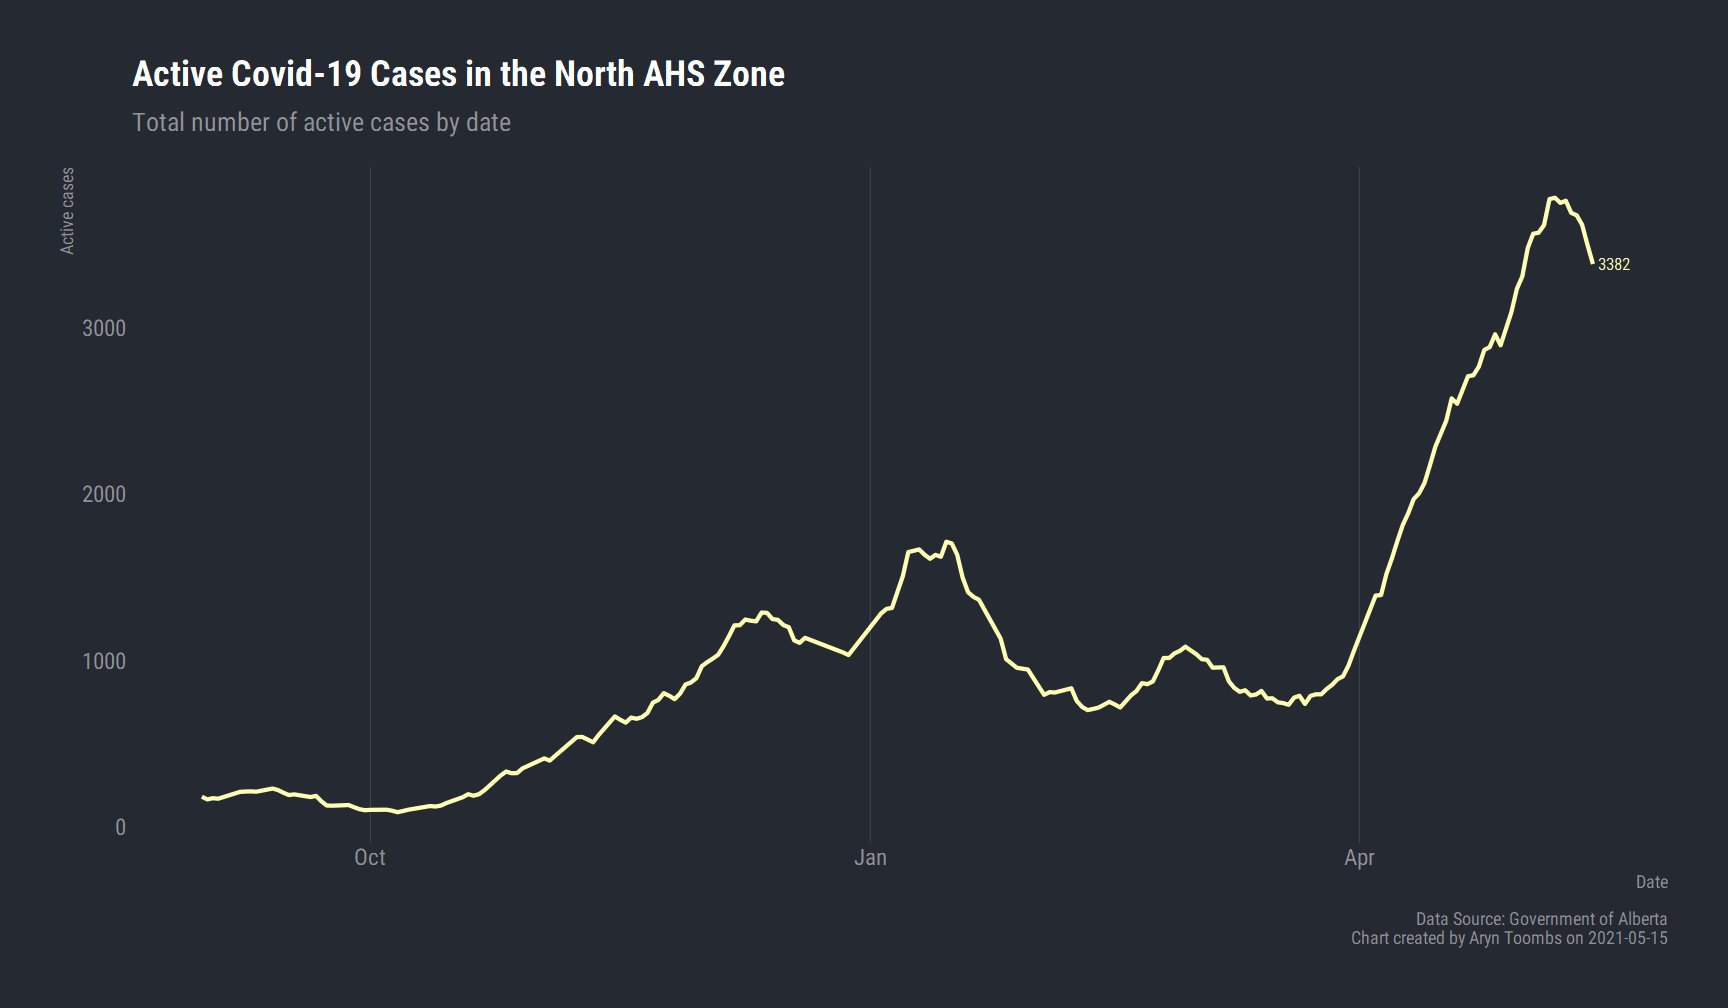 Active Covid-19 Cases in the North AHS Zone
Total number of active cases by date
Active cases
3000
2000
1000
0
3382
Oct
Jan
Apr
Date
Data Source: Government of Alberta
Chart created by Aryn Toombs on 2021-05-15